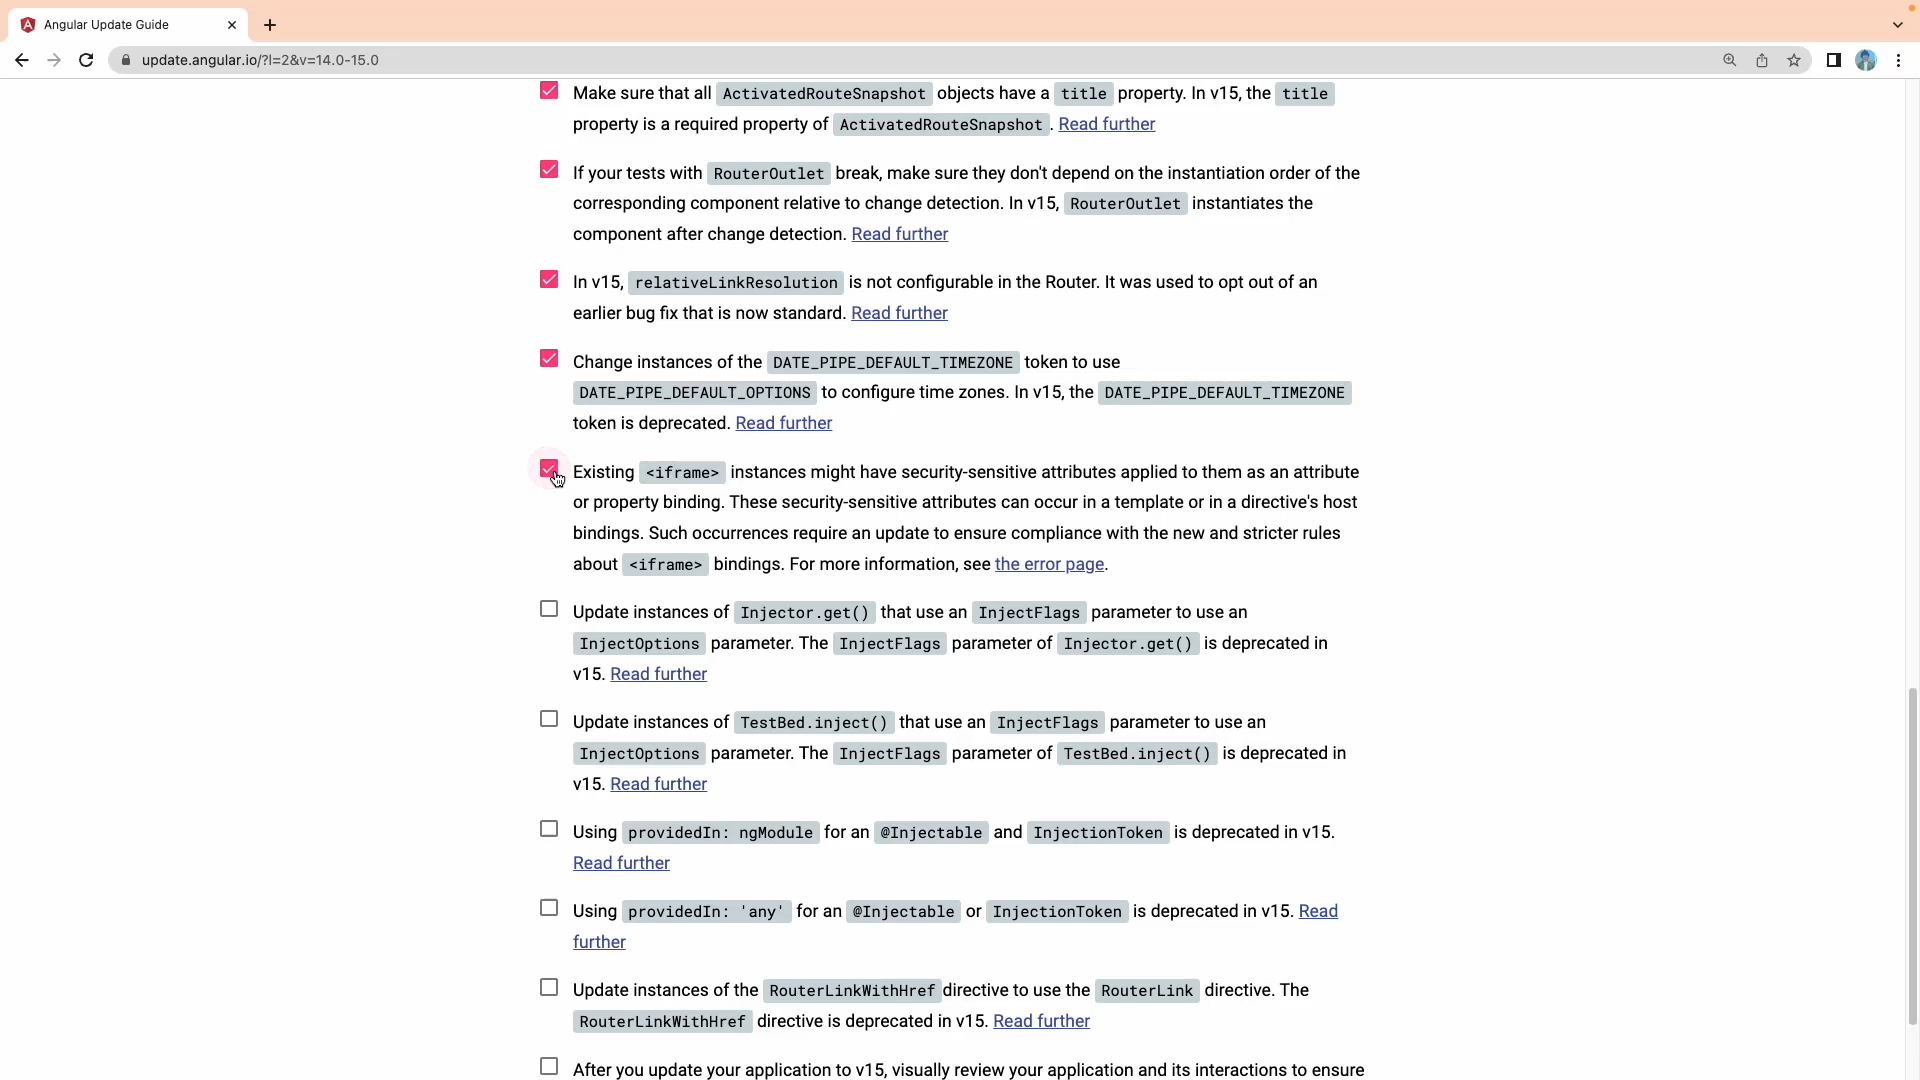 Angular Update Guide
update.angular.io/?l=2&v=14.0-15.0
Make sure that all ActivatedRouteSnapshot objects have a title property. In v15, the title
property is a required property of ActivatedRouteSnapshot . Read further
If your tests with RouterOutlet break, make sure they don't depend on the instantiation order of the
corresponding component relative to change detection. In v15, RouterOutlet instantiates the
component after change detection. Read further
In v15, relativeLinkResolution is not configurable in the Router. It was used to opt out of an
earlier bug fix that is now standard. Read further
Change instances of the DATE_PIPE_DEFAULT_TIMEZONE token to use
DATE_PIPE_DEFAULT_OPTIONS to configure time zones. In v15, the DATE_PIPE_DEFAULT_TIMEZONE
token is deprecated. Read further
Existing <iframe> instances might have security-sensitive attributes applied to them as an attribute
or property binding. These security-sensitive attributes can occur in a template or in a directive's host
bindings. Such occurrences require an update to ensure compliance with the new and stricter rules
about <iframe> bindings. For more information, see the error page.
Update instances of Injector.get() that use an InjectFlags parameter to use an
InjectOptions parameter. The InjectFlags parameter of Injector.get() is deprecated in
v15. Read further
Update instances of TestBed.inject() that use an InjectFlags parameter to use an
InjectOptions parameter. The InjectFlags parameter of TestBed.inject() is deprecated in
v15. Read further
Using providedIn: ngModule for an @Injectable and InjectionToken is deprecated in v15.
Read further
Using providedIn: 'any' for an @Injectable or InjectionToken is deprecated in v15. Read
further
Update instances of the RouterLinkWithHref directive to use the RouterLink directive. The
RouterLinkWithHref directive is deprecated in v15. Read further
After you update your application to v15, visually review your application and its interactions to ensure